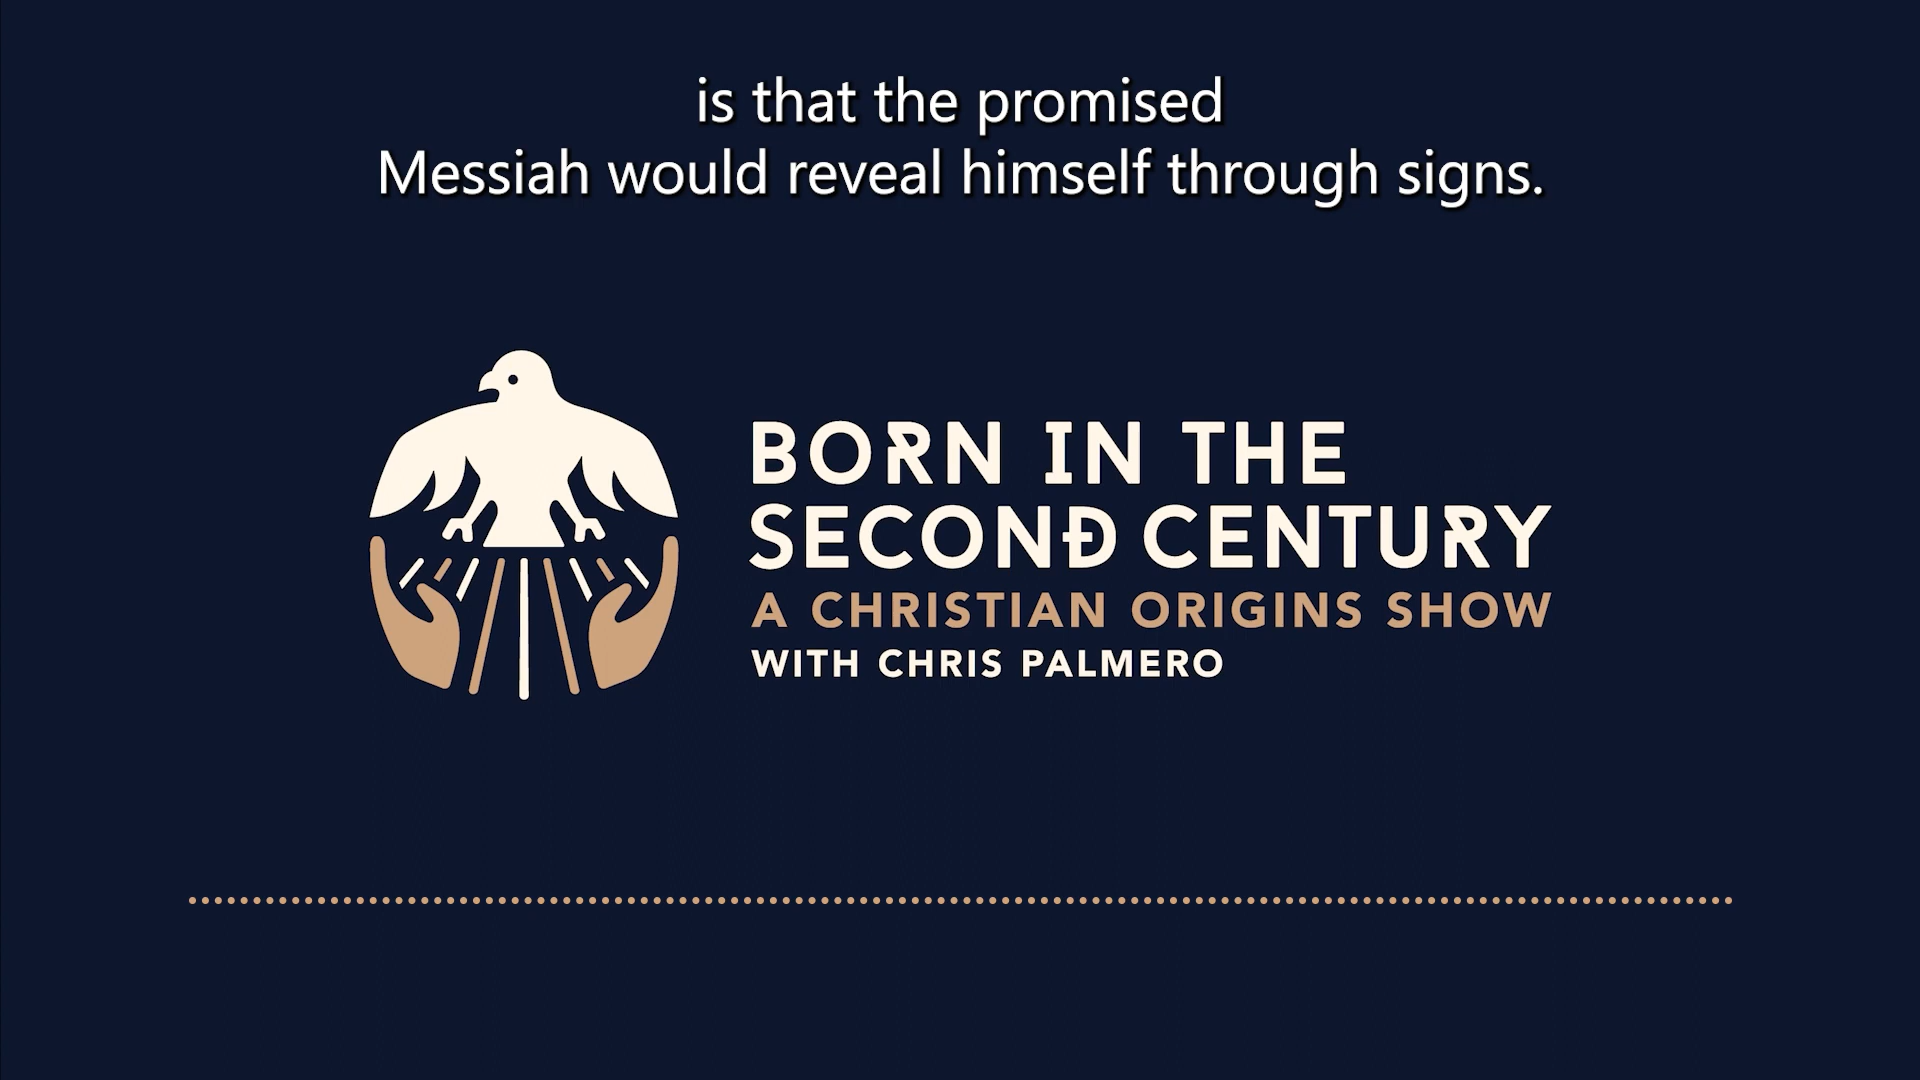 is that the promised
Messiah would reveal himself through signs.
BORN IN THE
SECOND CENTURY
A CHRISTIAN ORIGINS SHOW
WITH CHRIS PALMERO